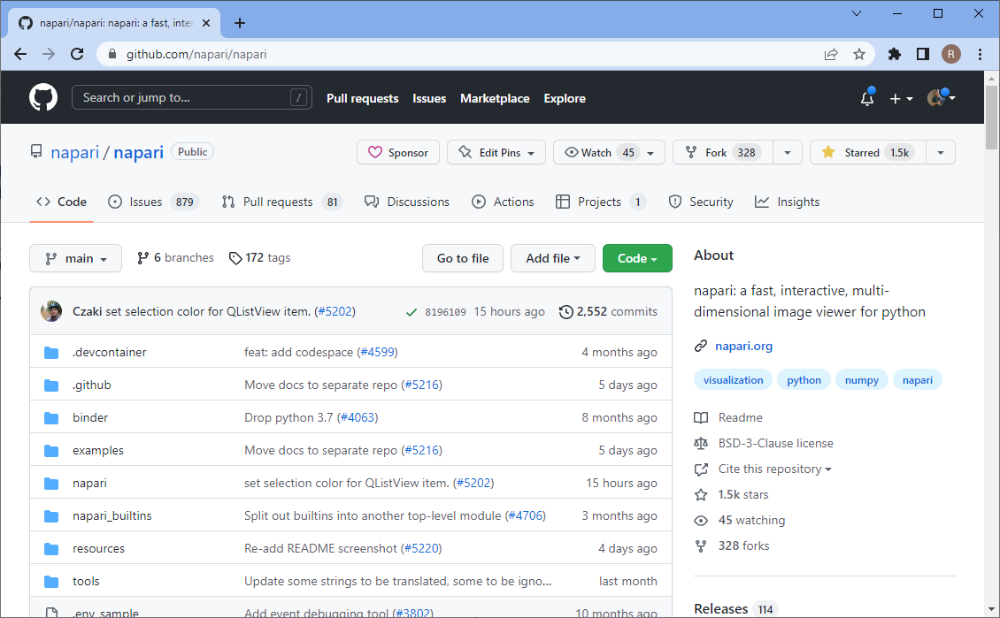 napari/napari: napari: a fast, inter
github.com/napari/napari
R
Search or jump to...
/
Pull requests Issues Marketplace Explore
napari / napari Public
Sponsor Edit Pins Watch 45 Fork 328 Starred 1.5k
Code Issues 879 Pull requests 81 Discussions Actions Projects 1 Security Insights
main 6 branches 172 tags Go to file Add file Code
Czaki set selection color for QListView item. (#5202) 8196109 15 hours ago 2,552 commits
.devcontainer feat: add codespace (#4599) 4 months ago
.github Move docs to separate repo (#5216) 5 days ago
binder Drop python 3.7 (#4063) 8 months ago
examples Move docs to separate repo (#5216) 5 days ago
napari set selection color for QListView item. (#5202) 15 hours ago
napari_builtins Split out builtins into another top-level module (#4706) 3 months ago
resources Re-add README screenshot (#5220) 4 days ago
tools Update some strings to be translated, some to be igno... last month
.env_sample Add event debugging tool (#3802) 10 months ago
About
napari: a fast, interactive, multi-
dimensional image viewer for python
napari.org
visualization python numpy napari
Readme
BSD-3-Clause license
Cite this repository
1.5k stars
45 watching
328 forks
Releases 114